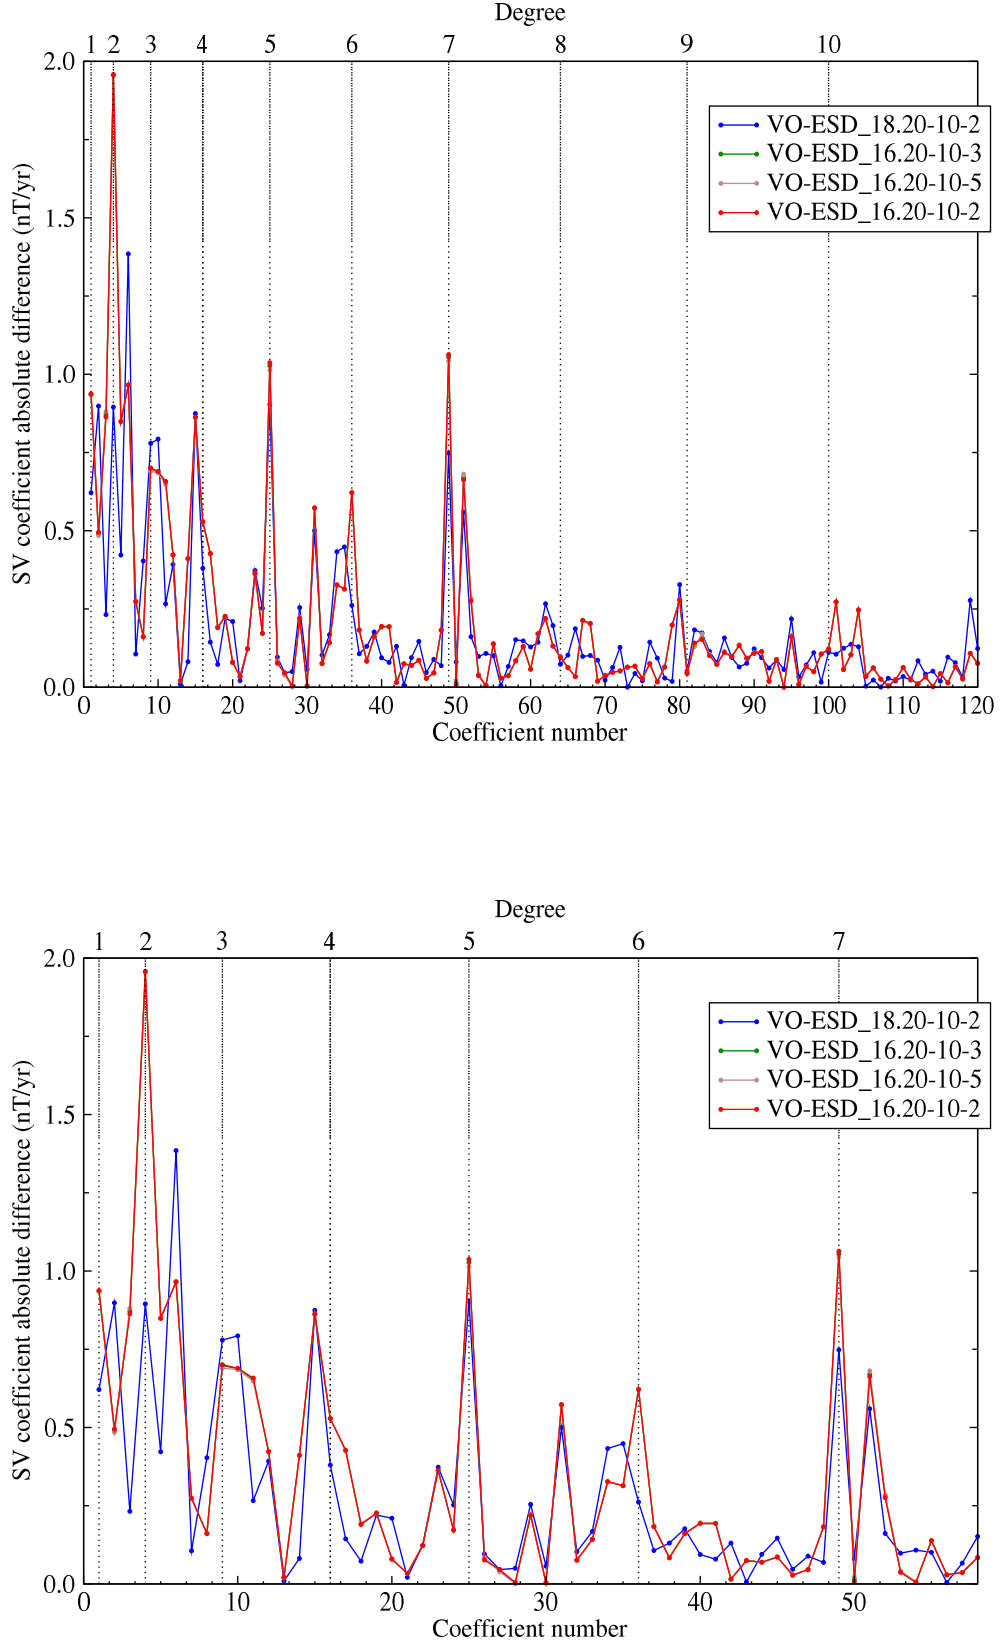 Degree
1 2 3 4 5 6 7 8 9 10
2.0
1.5
1.0
0.5
0.0
SV coefficient absolute difference (nT/yr)
VO-ESD_18.20-10-2
VO-ESD_16.20-10-3
VO-ESD_16.20-10-5
VO-ESD_16.20-10-2
0 10 20 30 40 50 60 70 80 90 100 110 120
Coefficient number
Degree
1 2 3 4 5 6 7
2.0
1.5
1.0
0.5
0.0
SV coefficient absolute difference (nT/yr)
VO-ESD_18.20-10-2
VO-ESD_16.20-10-3
VO-ESD_16.20-10-5
VO-ESD_16.20-10-2
0 10 20 30 40 50
Coefficient number